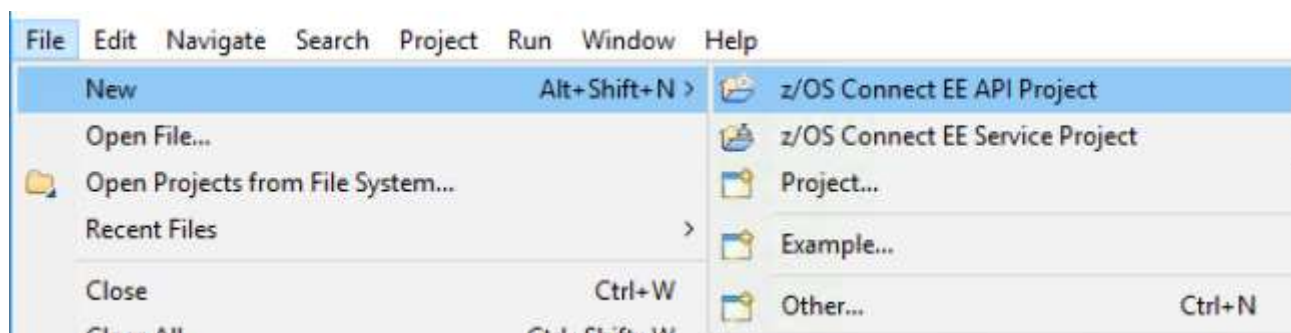 File Edit Navigate Search Project Run Window Help
New Alt+Shift+N >
z/OS Connect EE API Project
Open File...
z/OS Connect EE Service Project
Open Projects from File System...
Project...
Recent Files >
Example...
Close Ctrl+W
Other... Ctrl+N